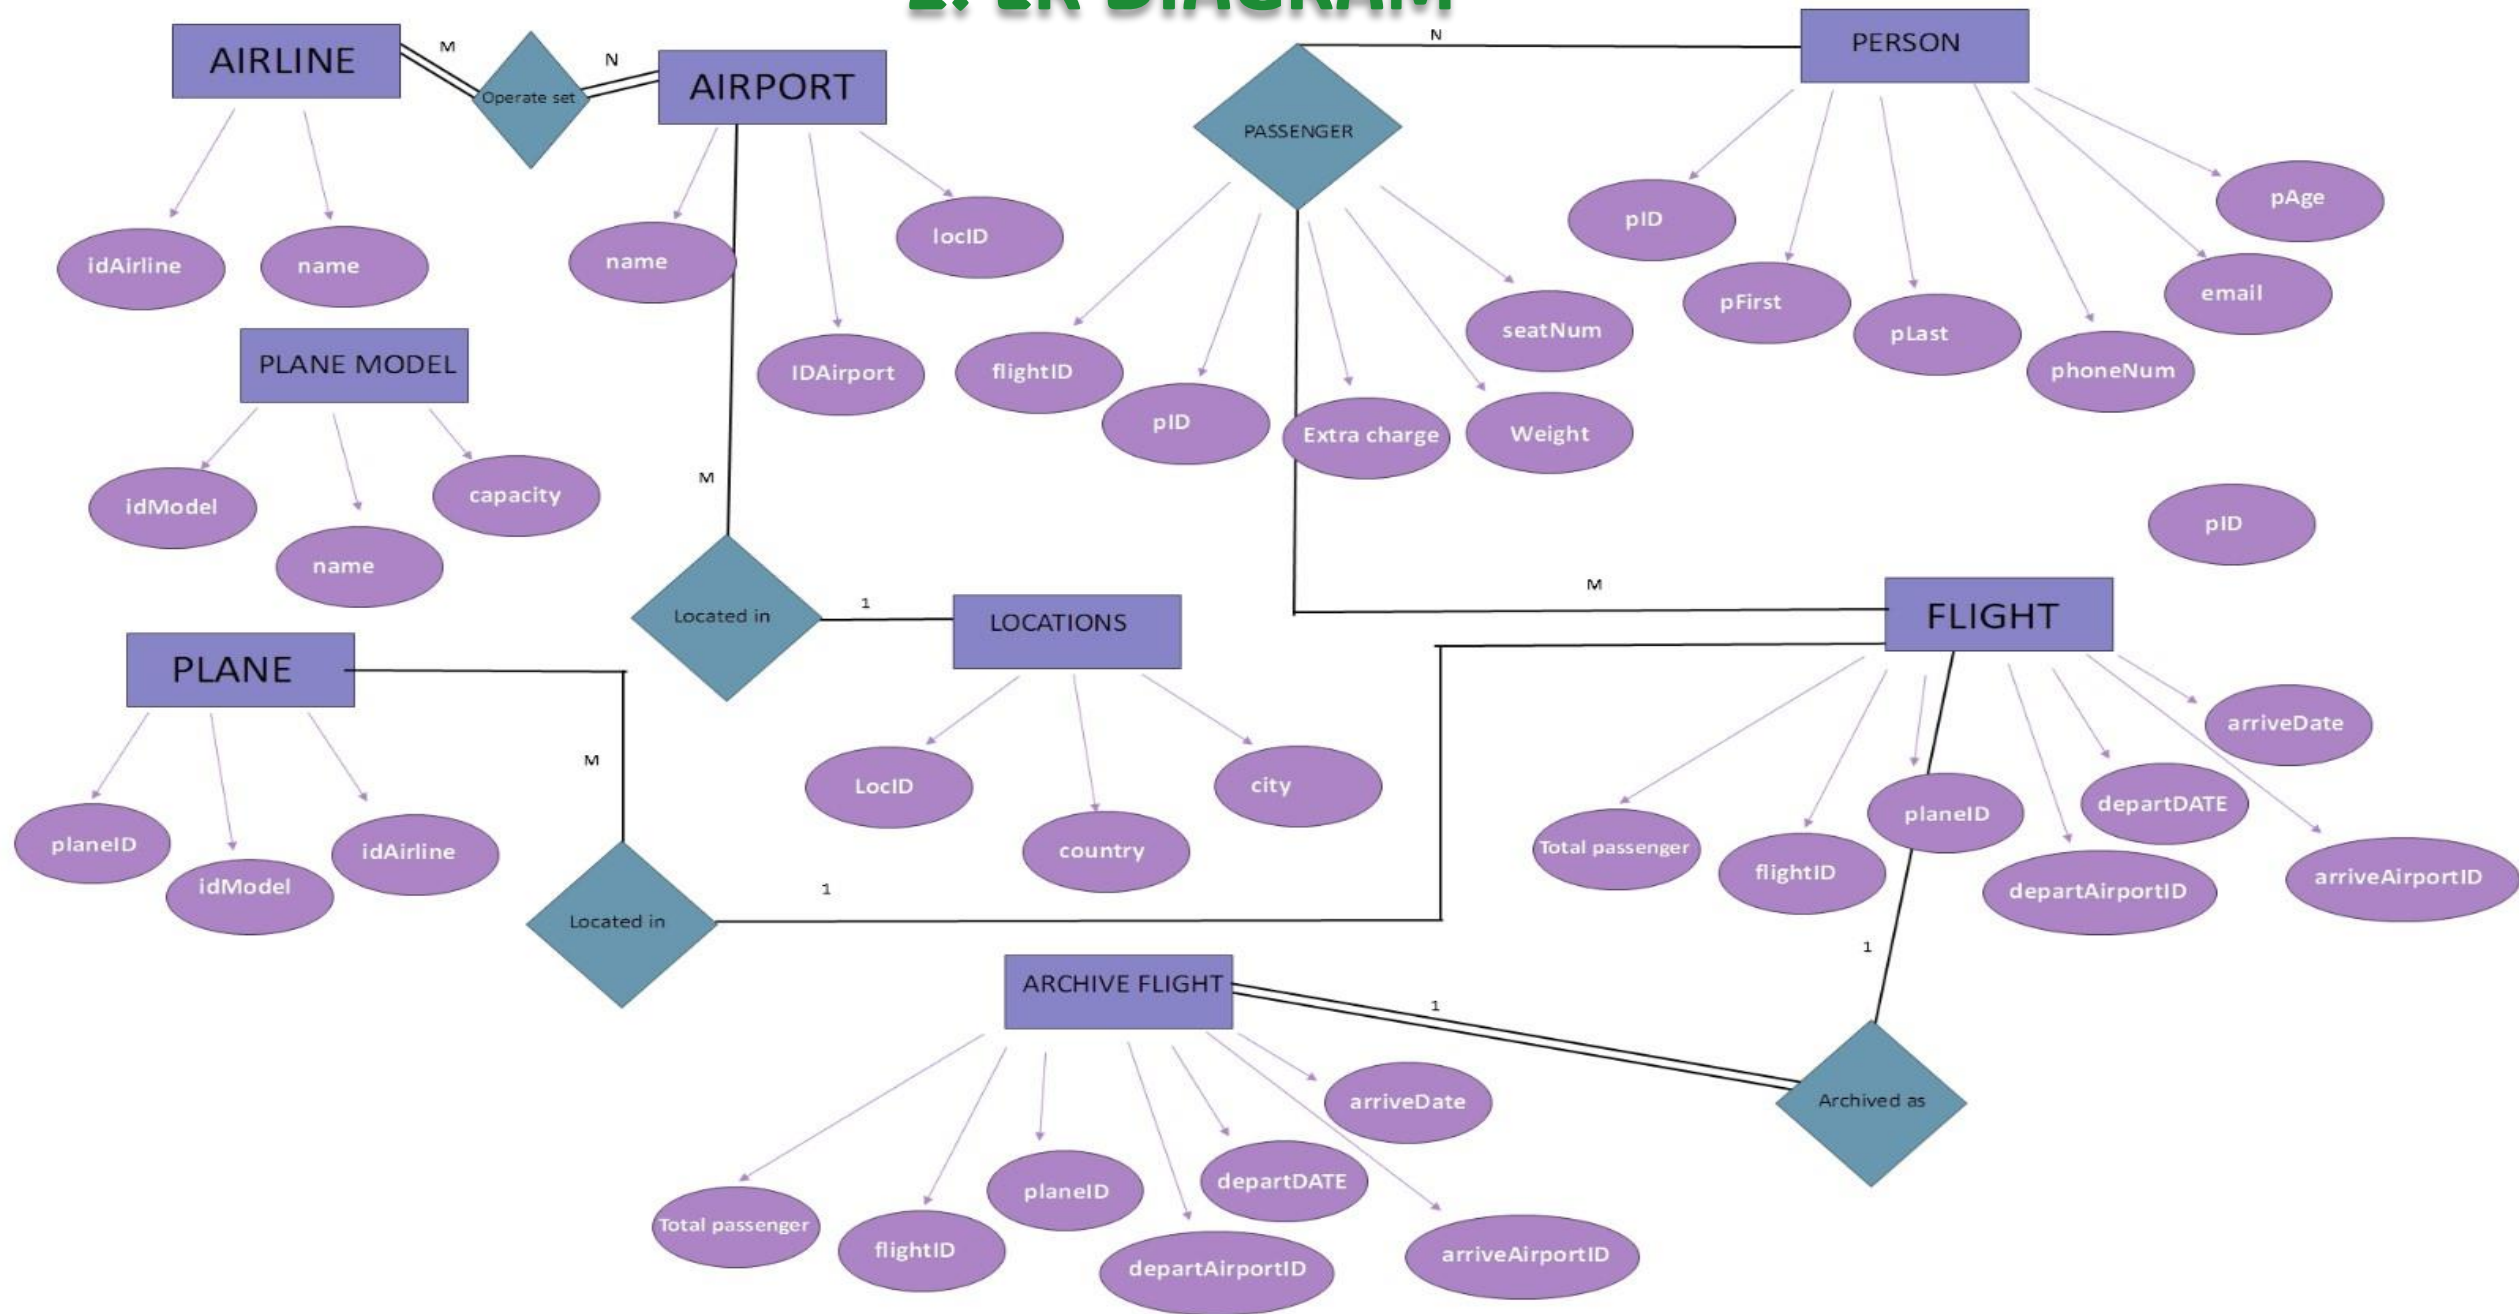 2. ER DIAGRAM
AIRLINE
M
Operate set
N
AIRPORT
idAirline
name
name
IDAirport
locID
PLANE MODEL
idModel
name
capacity
M
Located in
1
LOCATIONS
LocID
country
city
PLANE
planeID
idModel
idAirline
M
Located in
1
N
PERSON
PASSENGER
flightID
pID
Extra charge
Weight
seatNum
pID
pFirst
pLast
phoneNum
email
pAge
pID
M
FLIGHT
Total passenger
flightID
planeID
departAirportID
departDATE
arriveDate
arriveAirportID
1
Archived as
1
ARCHIVE FLIGHT
Total passenger
flightID
planeID
departAirportID
departDATE
arriveDate
arriveAirportID